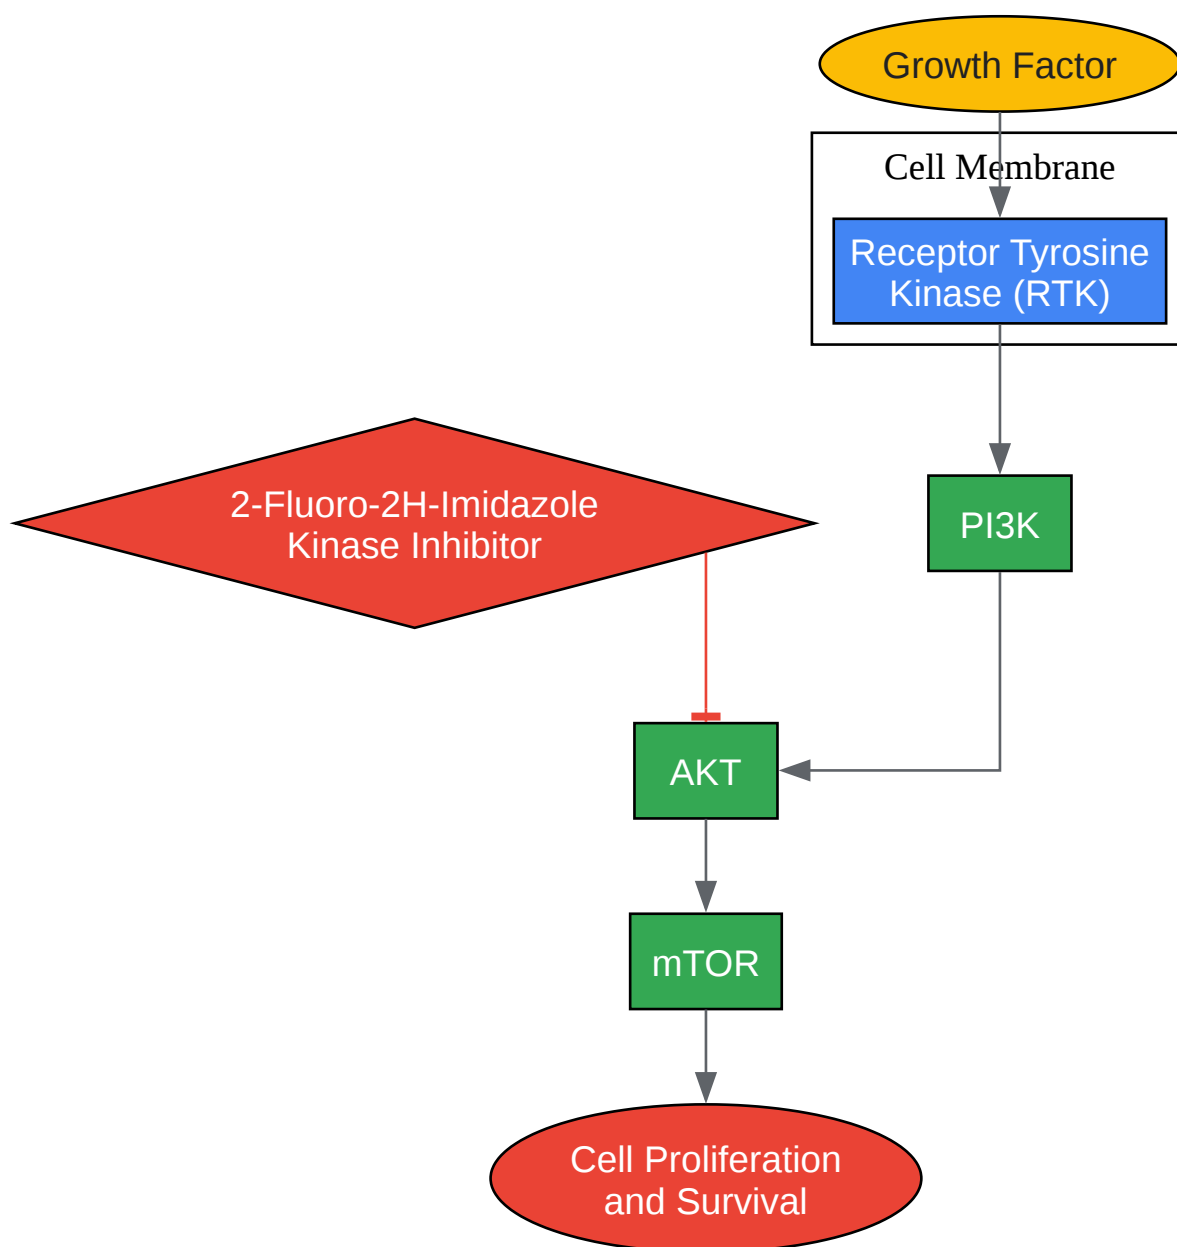 Growth Factor
Cell Membrane
Receptor Tyrosine
Kinase (RTK)
2-Fluoro-2H-Imidazole
Kinase Inhibitor
PI3K
AKT
mTOR
Cell Proliferation
and Survival